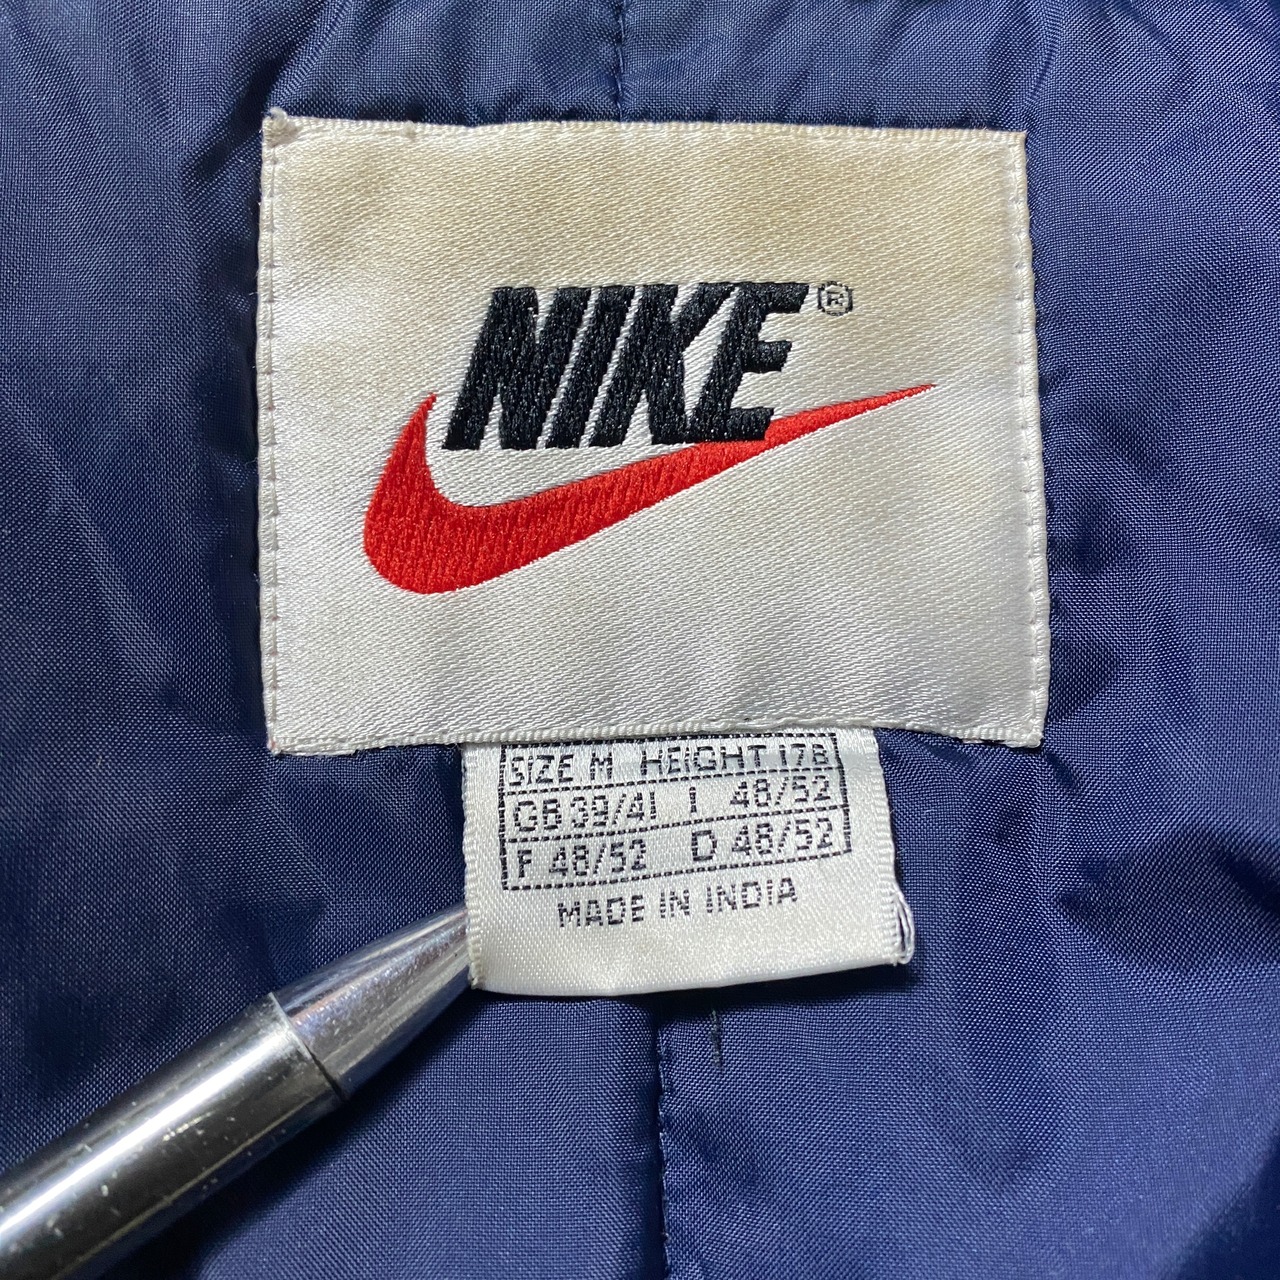 NIKE®
SIZE M HEIGHT 178
GB 39/41 I 48/52
F 48/52 D 48/52
MADE IN INDIA